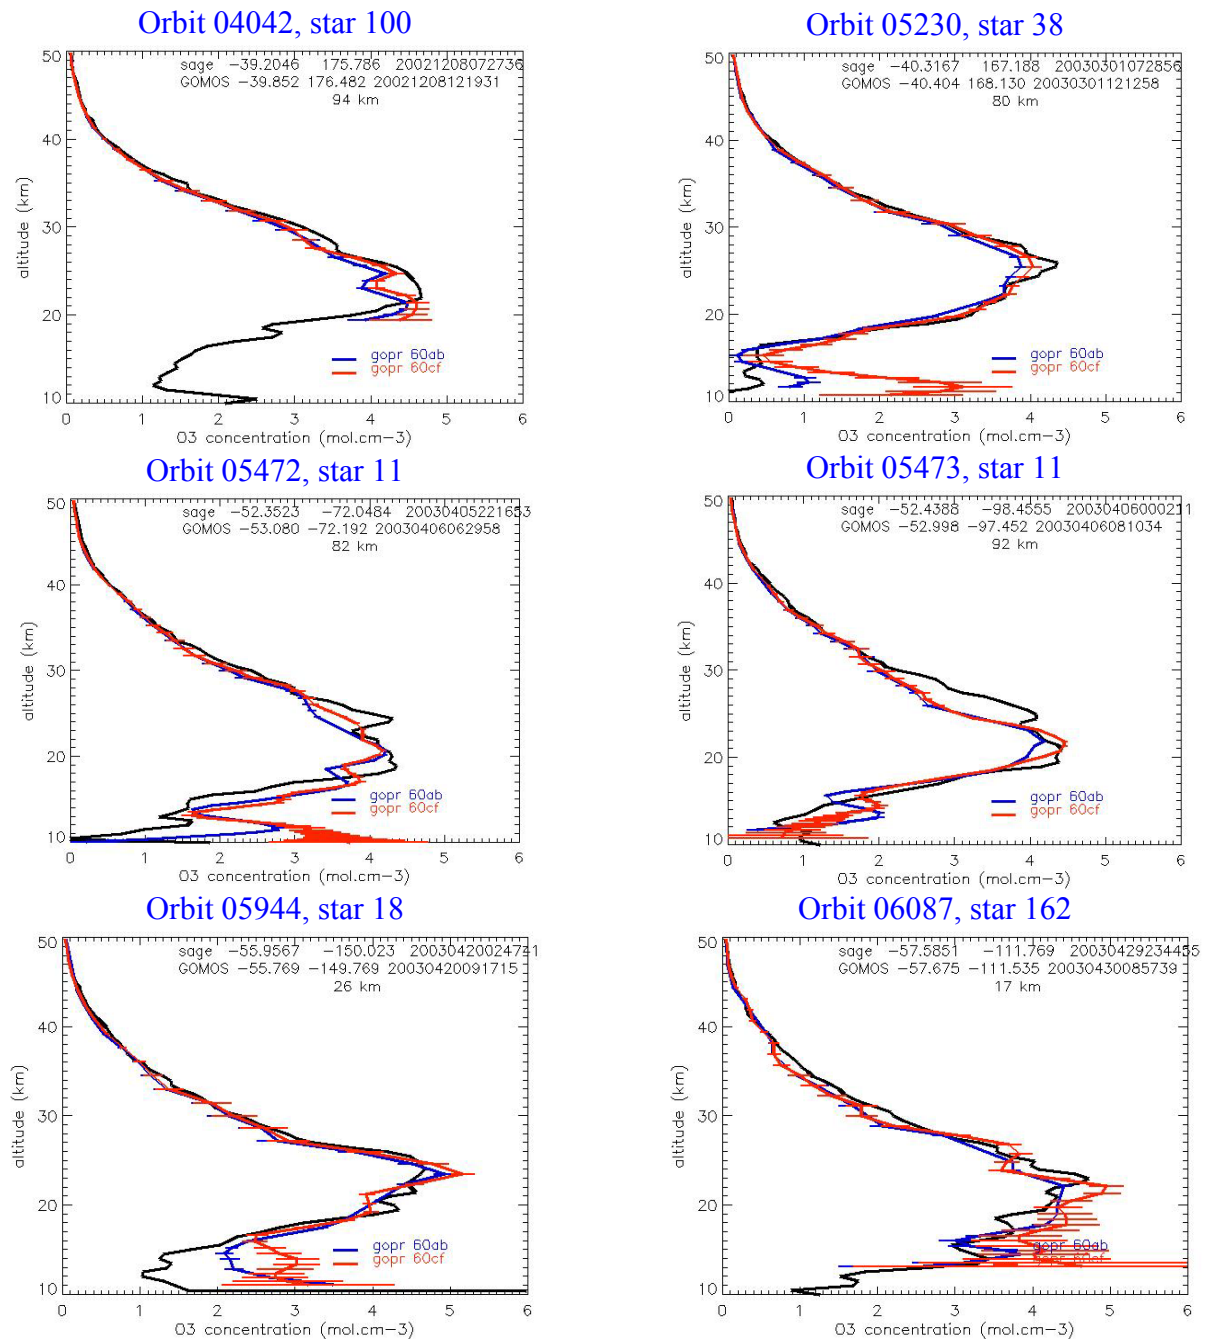 Orbit 04042, star 100
50
sage -39.2046 175.786 20021208072736
GOMOS -39.852 176.482 20021208121931
94 km
40
altitude (km)
30
20
gopr 60ab
gopr 60cf
10
0 1 2 3 4 5 6
O3 concentration (mol.cm-3)
Orbit 05230, star 38
50
sage -40.3167 167.188 20030301072856
GOMOS -40.404 168.130 20030301121258
80 km
40
altitude (km)
30
20
gopr 60ab
gopr 60cf
10
0 1 2 3 4 5 6
O3 concentration (mol.cm-3)
Orbit 05472, star 11
50
sage -52.3523 -72.0484 20030405221653
GOMOS -53.080 -72.192 20030406062958
82 km
40
altitude (km)
30
20
gopr 60ab
gopr 60cf
10
0 1 2 3 4 5 6
O3 concentration (mol.cm-3)
Orbit 05473, star 11
50
sage -52.4388 -98.4555 20030406000211
GOMOS -52.998 -97.452 20030406081034
92 km
40
altitude (km)
30
20
gopr 60ab
gopr 60cf
10
0 1 2 3 4 5 6
O3 concentration (mol.cm-3)
Orbit 05944, star 18
50
sage -55.9567 -150.023 20030420024741
GOMOS -55.769 -149.769 20030420091715
26 km
40
altitude (km)
30
20
gopr 60ab
gopr 60cf
10
0 1 2 3 4 5 6
O3 concentration (mol.cm-3)
Orbit 06087, star 162
50
sage -57.5851 -111.769 20030429234455
GOMOS -57.675 -111.535 20030430085739
17 km
40
altitude (km)
30
20
gopr 60ab
gopr 60cf
10
0 1 2 3 4 5 6
O3 concentration (mol.cm-3)